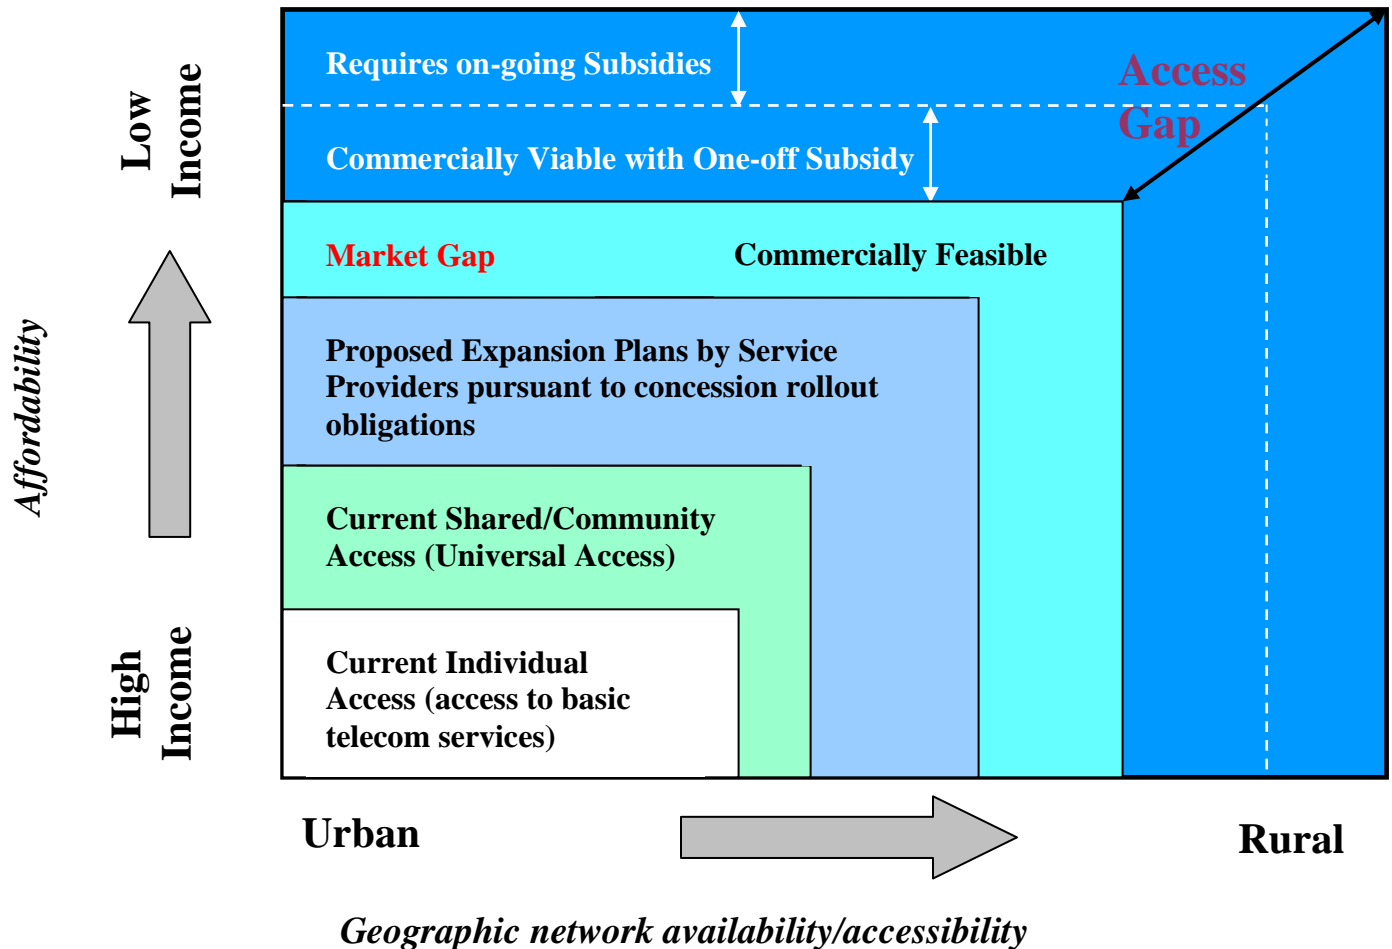 Requires on-going Subsidies
Access
Gap
Commercially Viable with One-off Subsidy
Market Gap
Commercially Feasible
Proposed Expansion Plans by Service
Providers pursuant to concession rollout
obligations
Current Shared/Community
Access (Universal Access)
Current Individual
Access (access to basic
telecom services)
Low
Income
Affordability
High
Income
Urban
Rural
Geographic network availability/accessibility